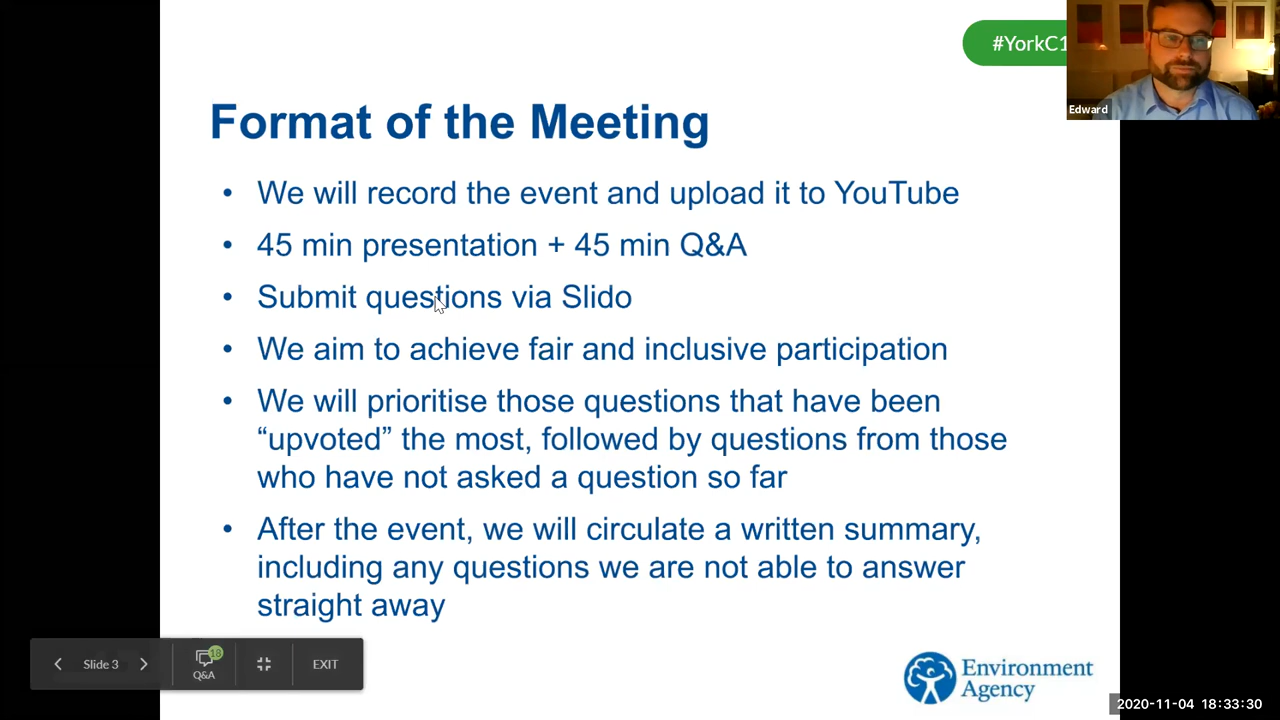 #YorkC1
Edward
Format of the Meeting
• We will record the event and upload it to YouTube
• 45 min presentation + 45 min Q&A
• Submit questions via Slido
• We aim to achieve fair and inclusive participation
• We will prioritise those questions that have been
“upvoted” the most, followed by questions from those
who have not asked a question so far
• After the event, we will circulate a written summary,
including any questions we are not able to answer
straight away
Slide 3
18
Q&A
EXIT
Environment
Agency
2020-11-04 18:33:30